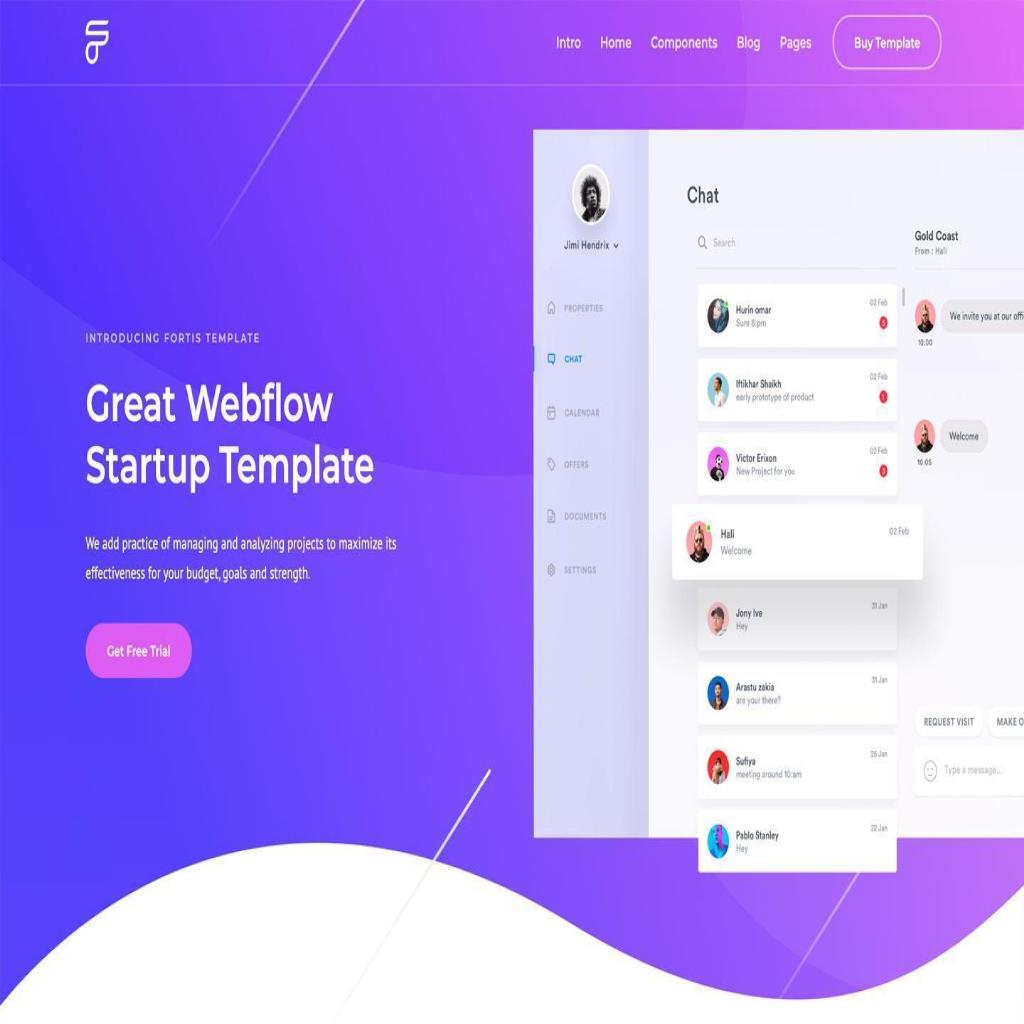 Intro Home Components Blog Pages Buy Template
INTRODUCING FORTIS TEMPLATE
Great Webflow
Startup Template
We add practice of managing and analyzing projects to maximize its
effectiveness for your budget, goals and strength.
Get Free Trial
Jimi Hendrix
PROPERTIES
CHAT
CALENDAR
OFFERS
DOCUMENTS
SETTINGS
Chat
Search
Hurin omar 02 Feb
Sure 8:pm 5
Iftikhar Shaikh 02 Feb
early prototype of product 1
Victor Erixon 02 Feb
New Project for you 3
Hali 02 Feb
Welcome
Jony Ive 31 Jan
Hey
Arastu zakia 31 Jan
are your there?
Sufiya 25 Jan
meeting around 10:am
Pablo Stanley 22 Jan
Hey
Gold Coast
From : Hali
We invite you at our offi
10:00
Welcome
10:05
REQUEST VISIT MAKE O
Type a message...